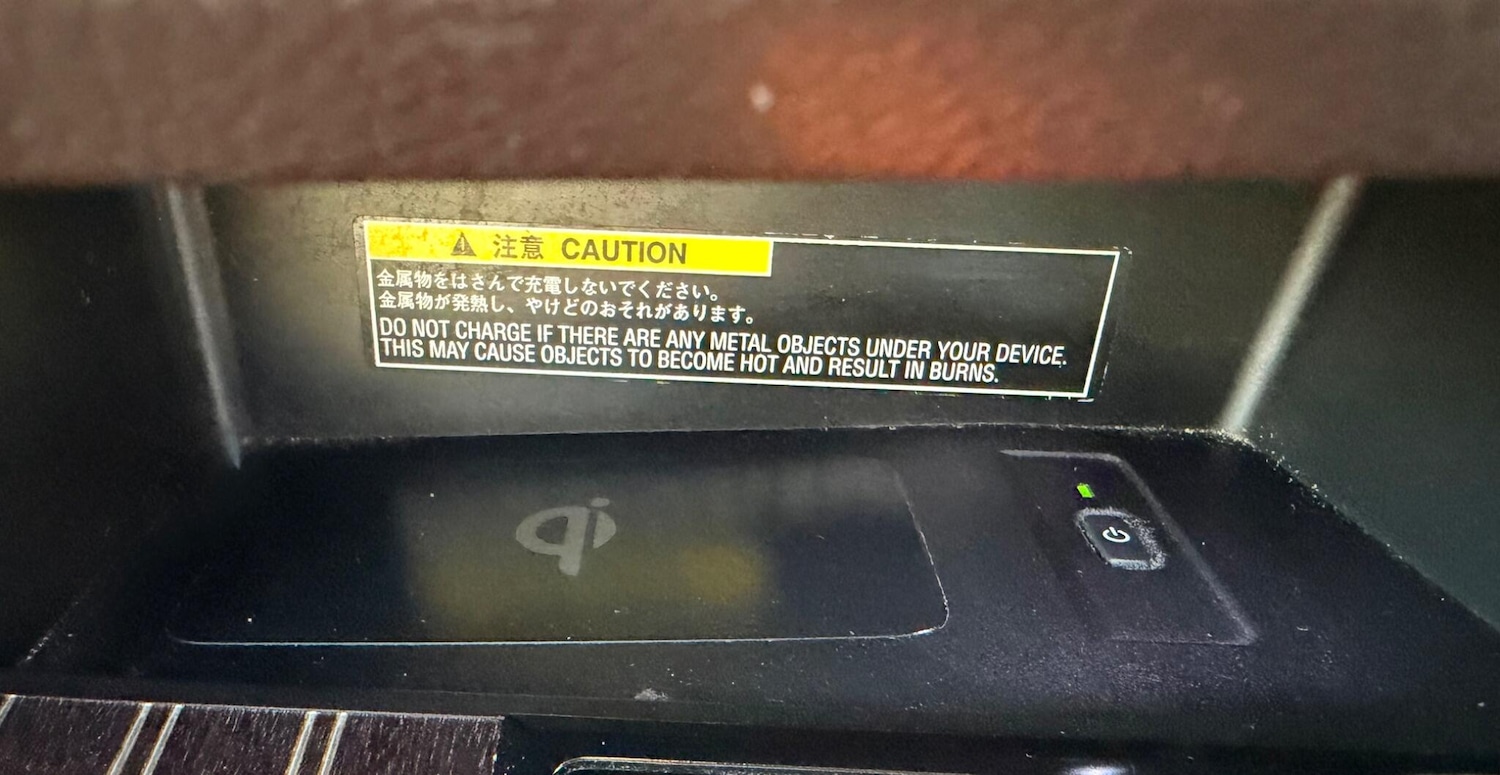 注意 CAUTION
金属物をはさんで充電しないでください。
金属物が発熱し、やけどのおそれがあります。
DO NOT CHARGE IF THERE ARE ANY METAL OBJECTS UNDER YOUR DEVICE.
THIS MAY CAUSE OBJECTS TO BECOME HOT AND RESULT IN BURNS.
qi